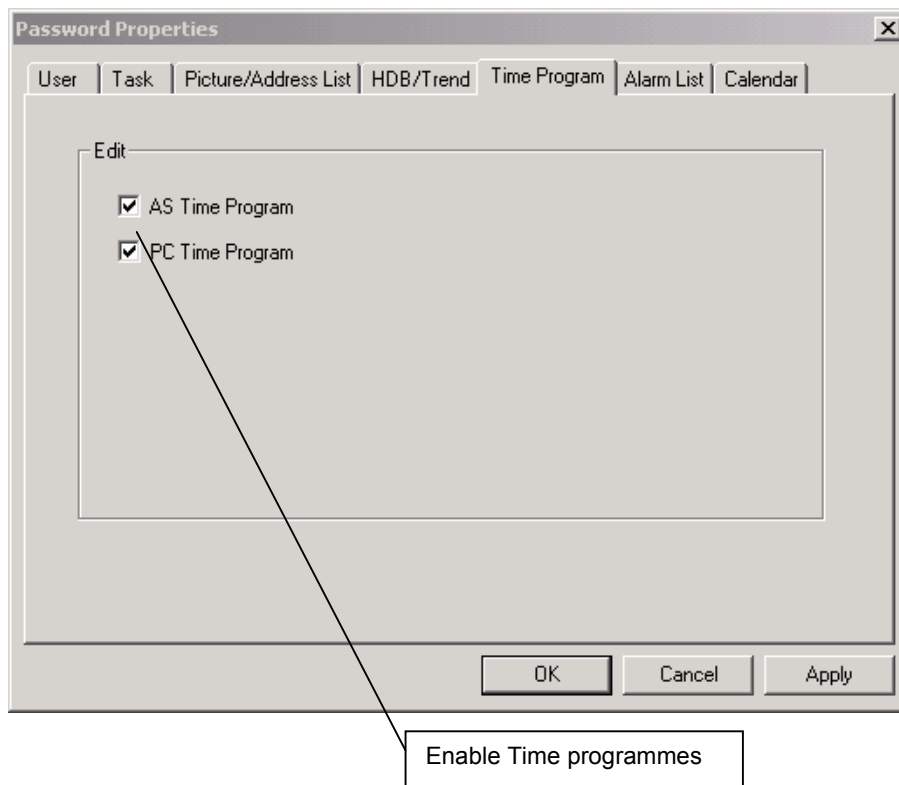 Password Properties
User Task Picture/Address List HDB/Trend Time Program Alarm List Calendar
Edit
AS Time Program
PC Time Program
OK Cancel Apply
Enable Time programmes